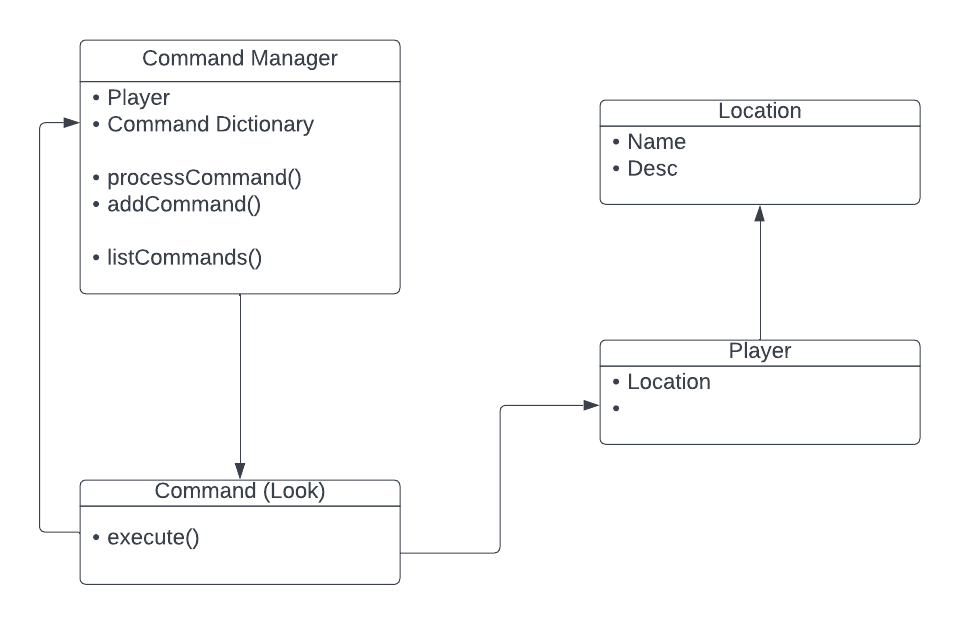 Command Manager
• Player
• Command Dictionary
• processCommand()
• addCommand()
• listCommands()
Location
• Name
• Desc
Player
• Location
•
Command (Look)
• execute()